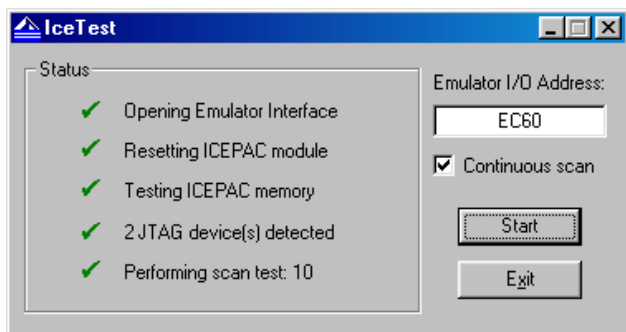 IceTest
Status
Opening Emulator Interface
Resetting ICEPAC module
Testing ICEPAC memory
2 JTAG device(s) detected
Performing scan test: 10
Emulator I/O Address:
EC60
Continuous scan
Start
Exit